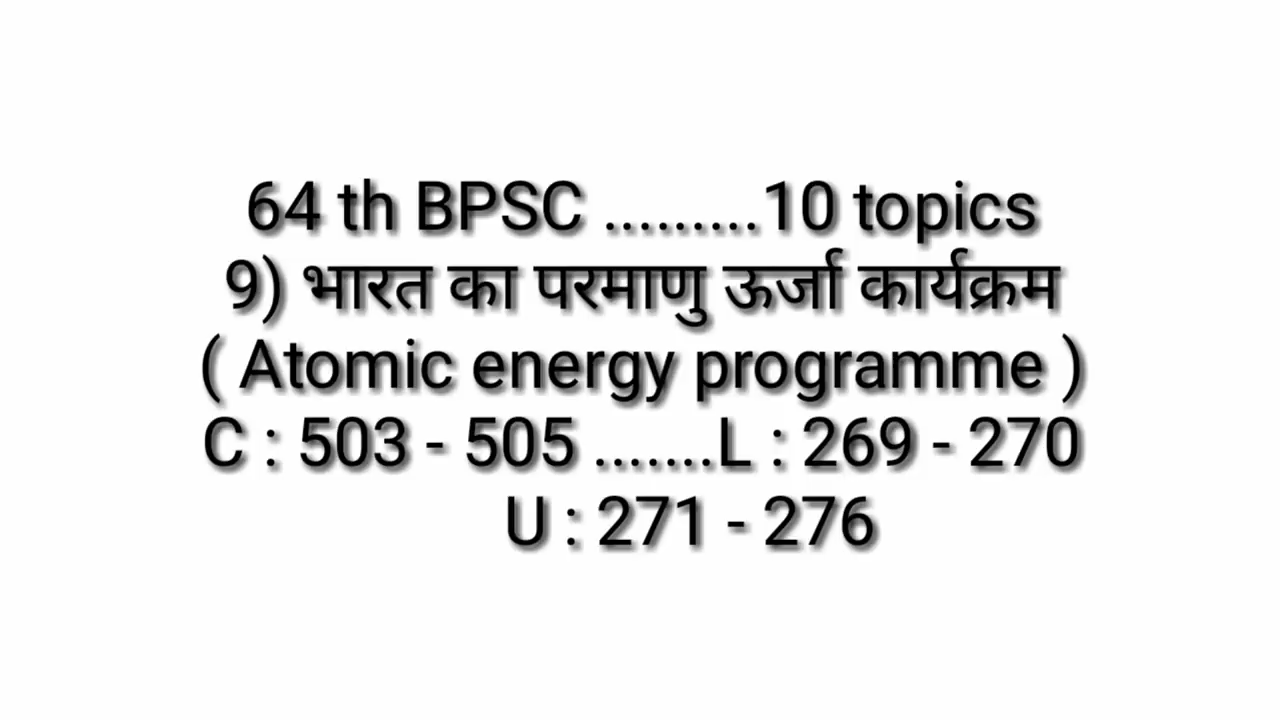 64 th BPSC .........10 topics
9) भारत का परमाणु ऊर्जा कार्यक्रम
( Atomic energy programme )
C : 503 - 505 .......L : 269 - 270
U : 271 - 276